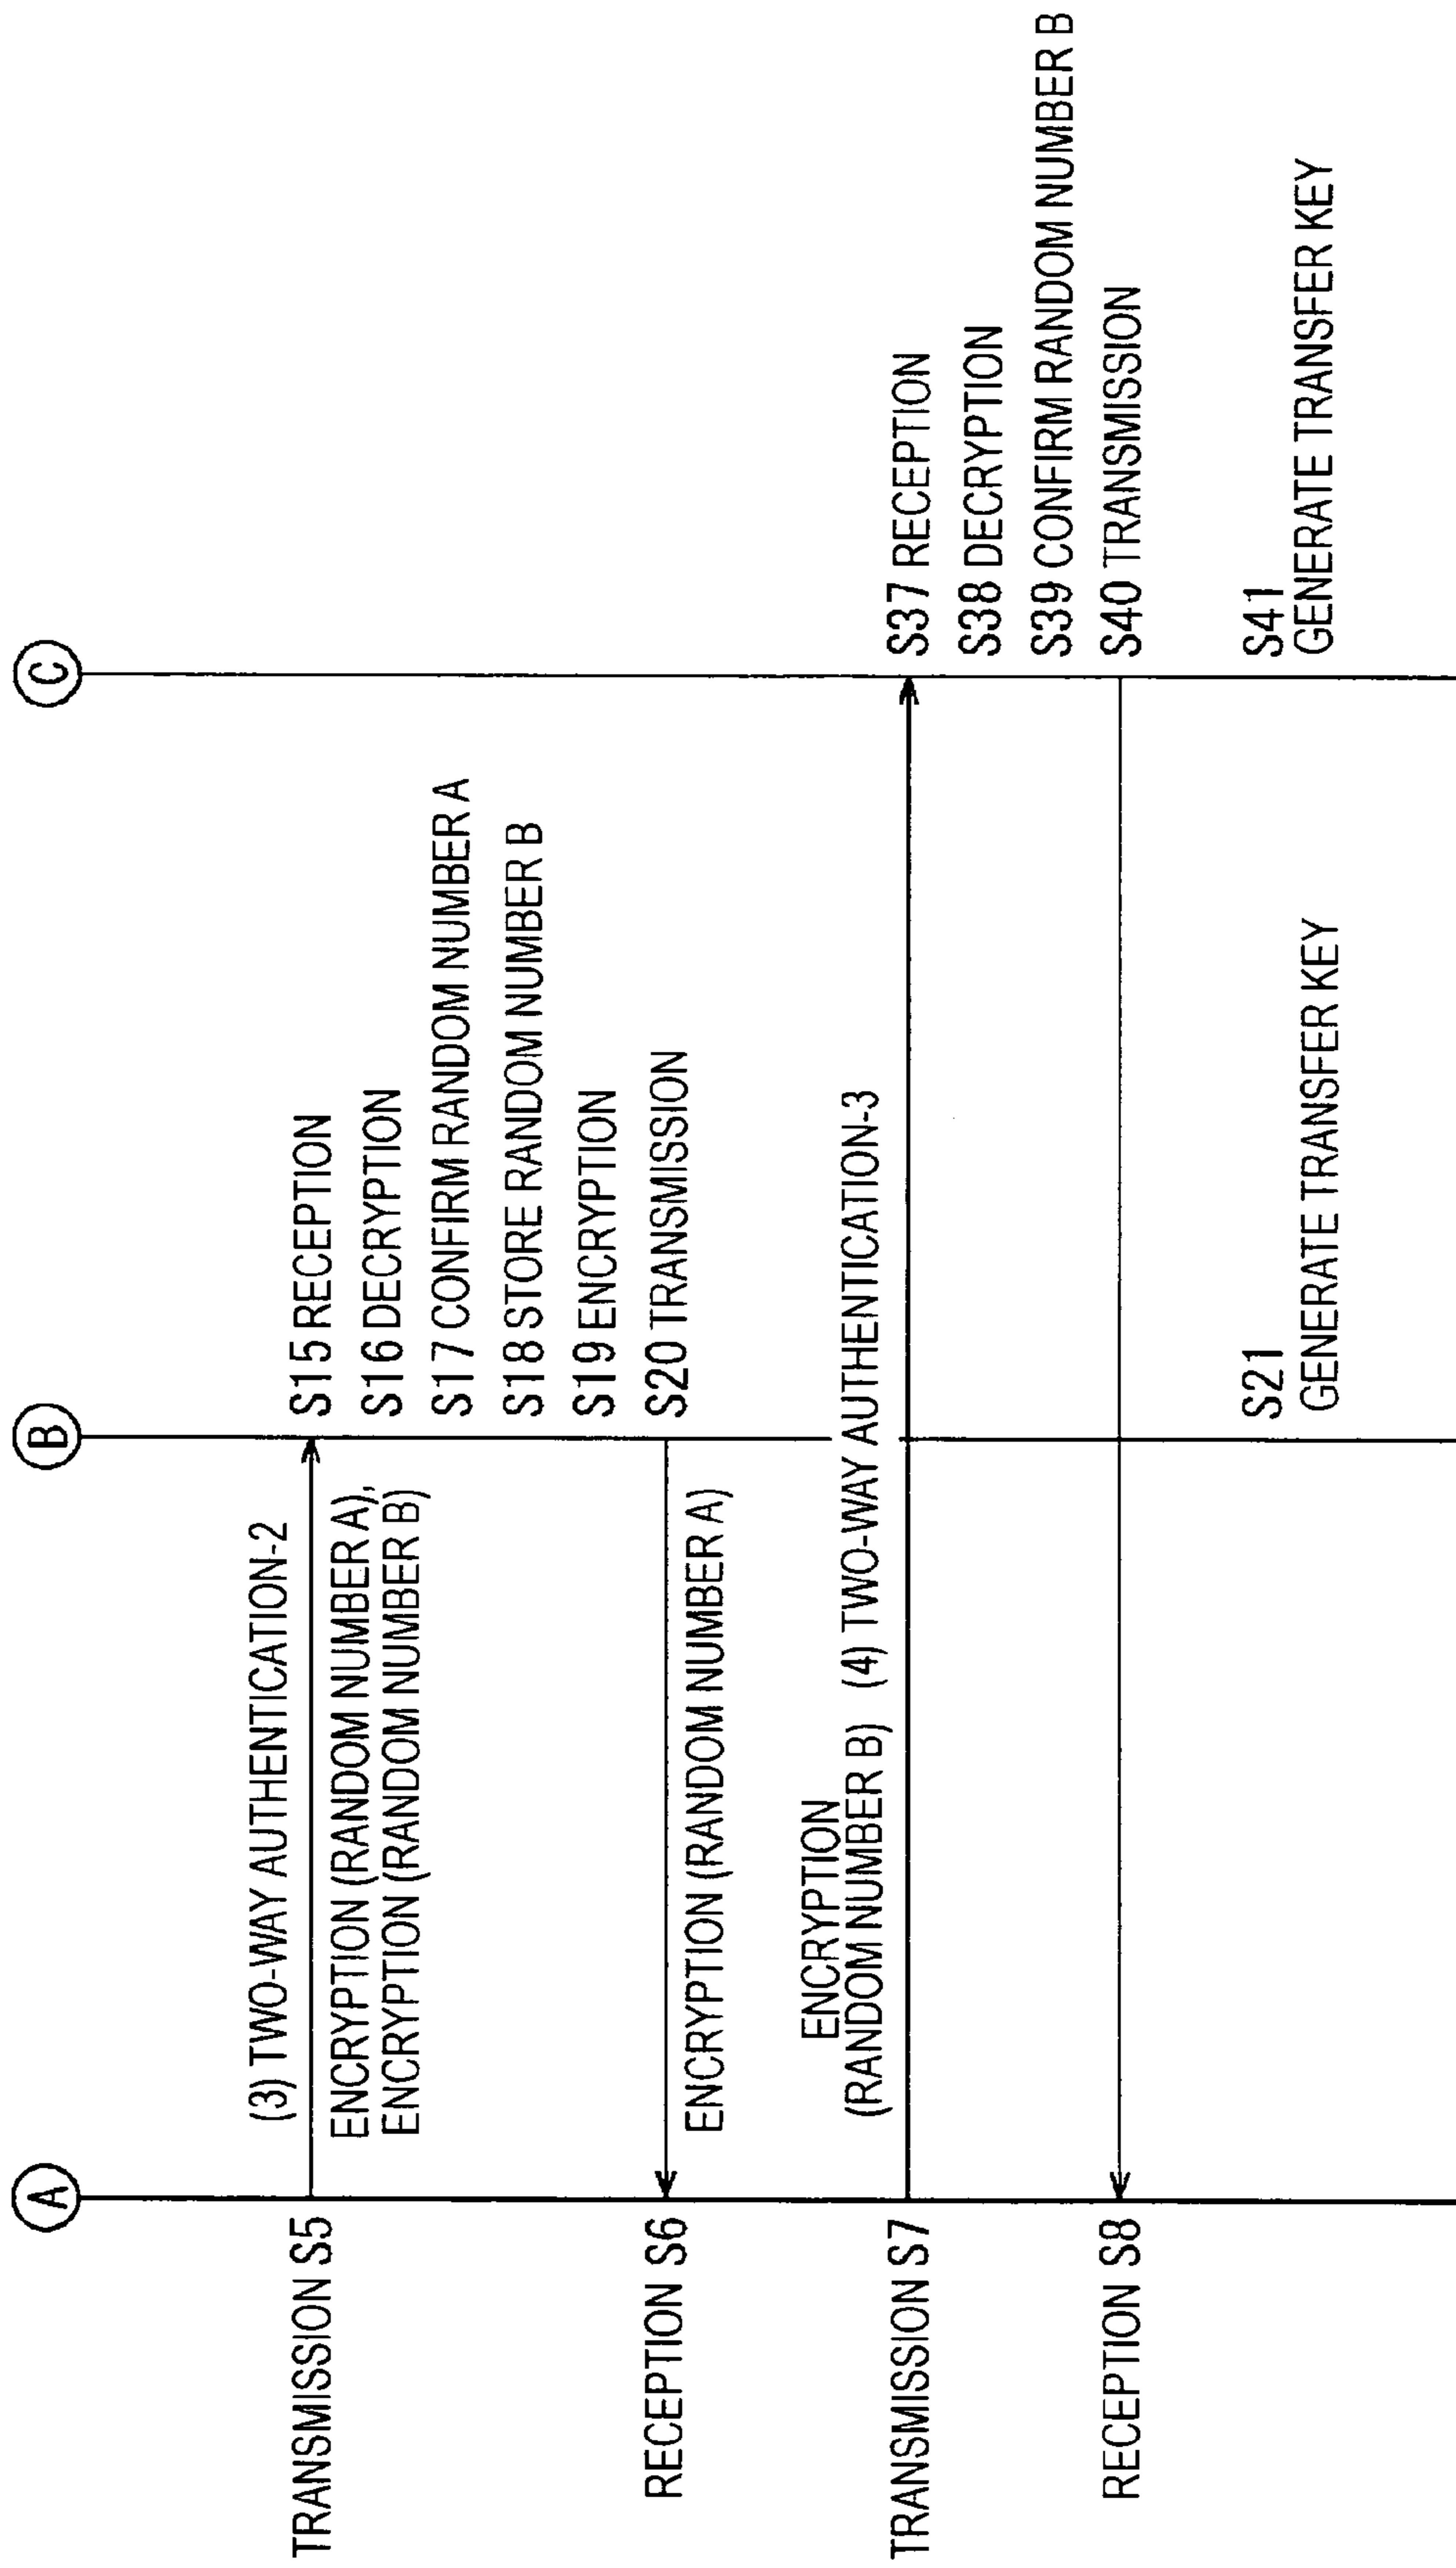 A
B
C
(3) TWO-WAY AUTHENTICATION-2
TRANSMISSION S5
ENCRYPTION (RANDOM NUMBER A),
ENCRYPTION (RANDOM NUMBER B)
S15 RECEPTION
S16 DECRYPTION
S17 CONFIRM RANDOM NUMBER A
S18 STORE RANDOM NUMBER B
S19 ENCRYPTION
S20 TRANSMISSION
RECEPTION S6
ENCRYPTION (RANDOM NUMBER A)
ENCRYPTION
(RANDOM NUMBER B)
(4) TWO-WAY AUTHENTICATION-3
TRANSMISSION S7
S37 RECEPTION
S38 DECRYPTION
S39 CONFIRM RANDOM NUMBER B
S40 TRANSMISSION
RECEPTION S8
S21
GENERATE TRANSFER KEY
S41
GENERATE TRANSFER KEY